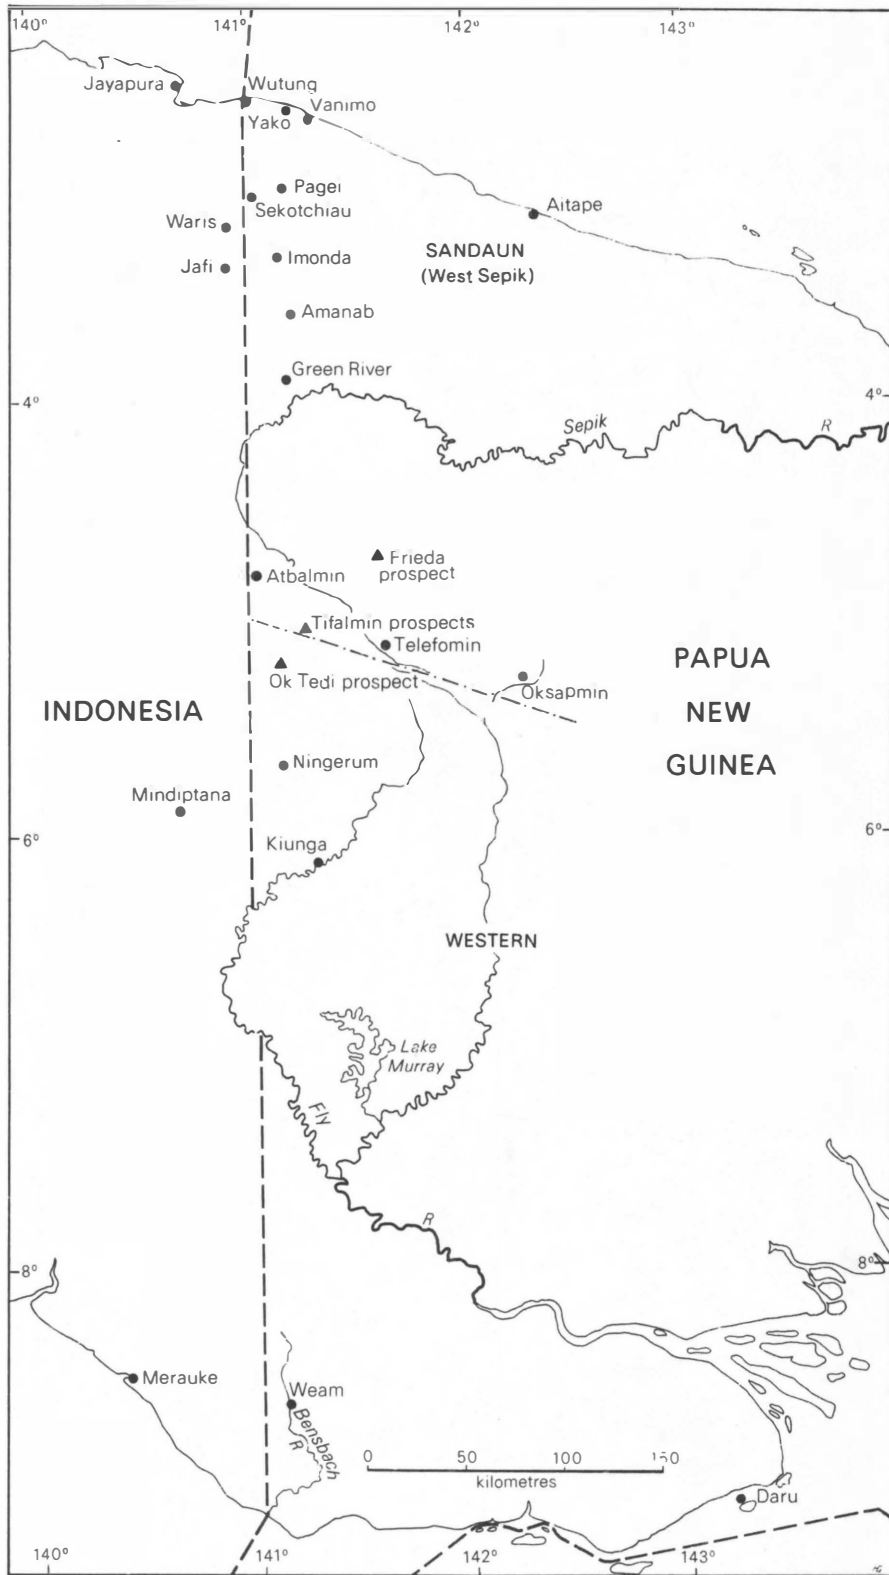 140° 141° 142° 143°
Jayapura
Wutung
Vanimo
Yako
Pagei
Sekotchiau
Aitape
Waris
SANDAUN
(West Sepik)
Imonda
Jafi
Amanab
Green River
4° 4°
Sepik R
Frieda
prospect
Atbalmin
Tifalmin prospects
Telefomin
PAPUA
NEW
GUINEA
Ok Tedi prospect
Oksapmin
INDONESIA
Ningerum
Mindiptana
6° 6°
Kiunga
WESTERN
Lake
Murray
Fly
R
8° 8°
Merauke
Weam
Bensbach
R
0 50 100 150
kilometres
Daru
140° 141° 142° 143°